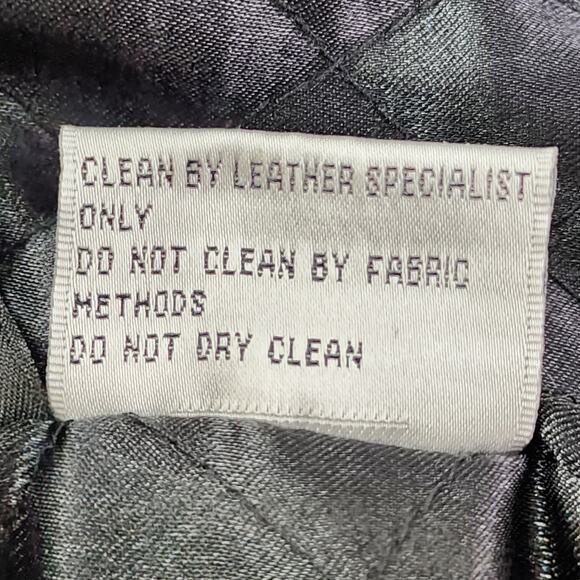 CLEAN BY LEATHER SPECIALIST
ONLY
DO NOT CLEAN BY FABRIC
METHODS
DO NOT DRY CLEAN